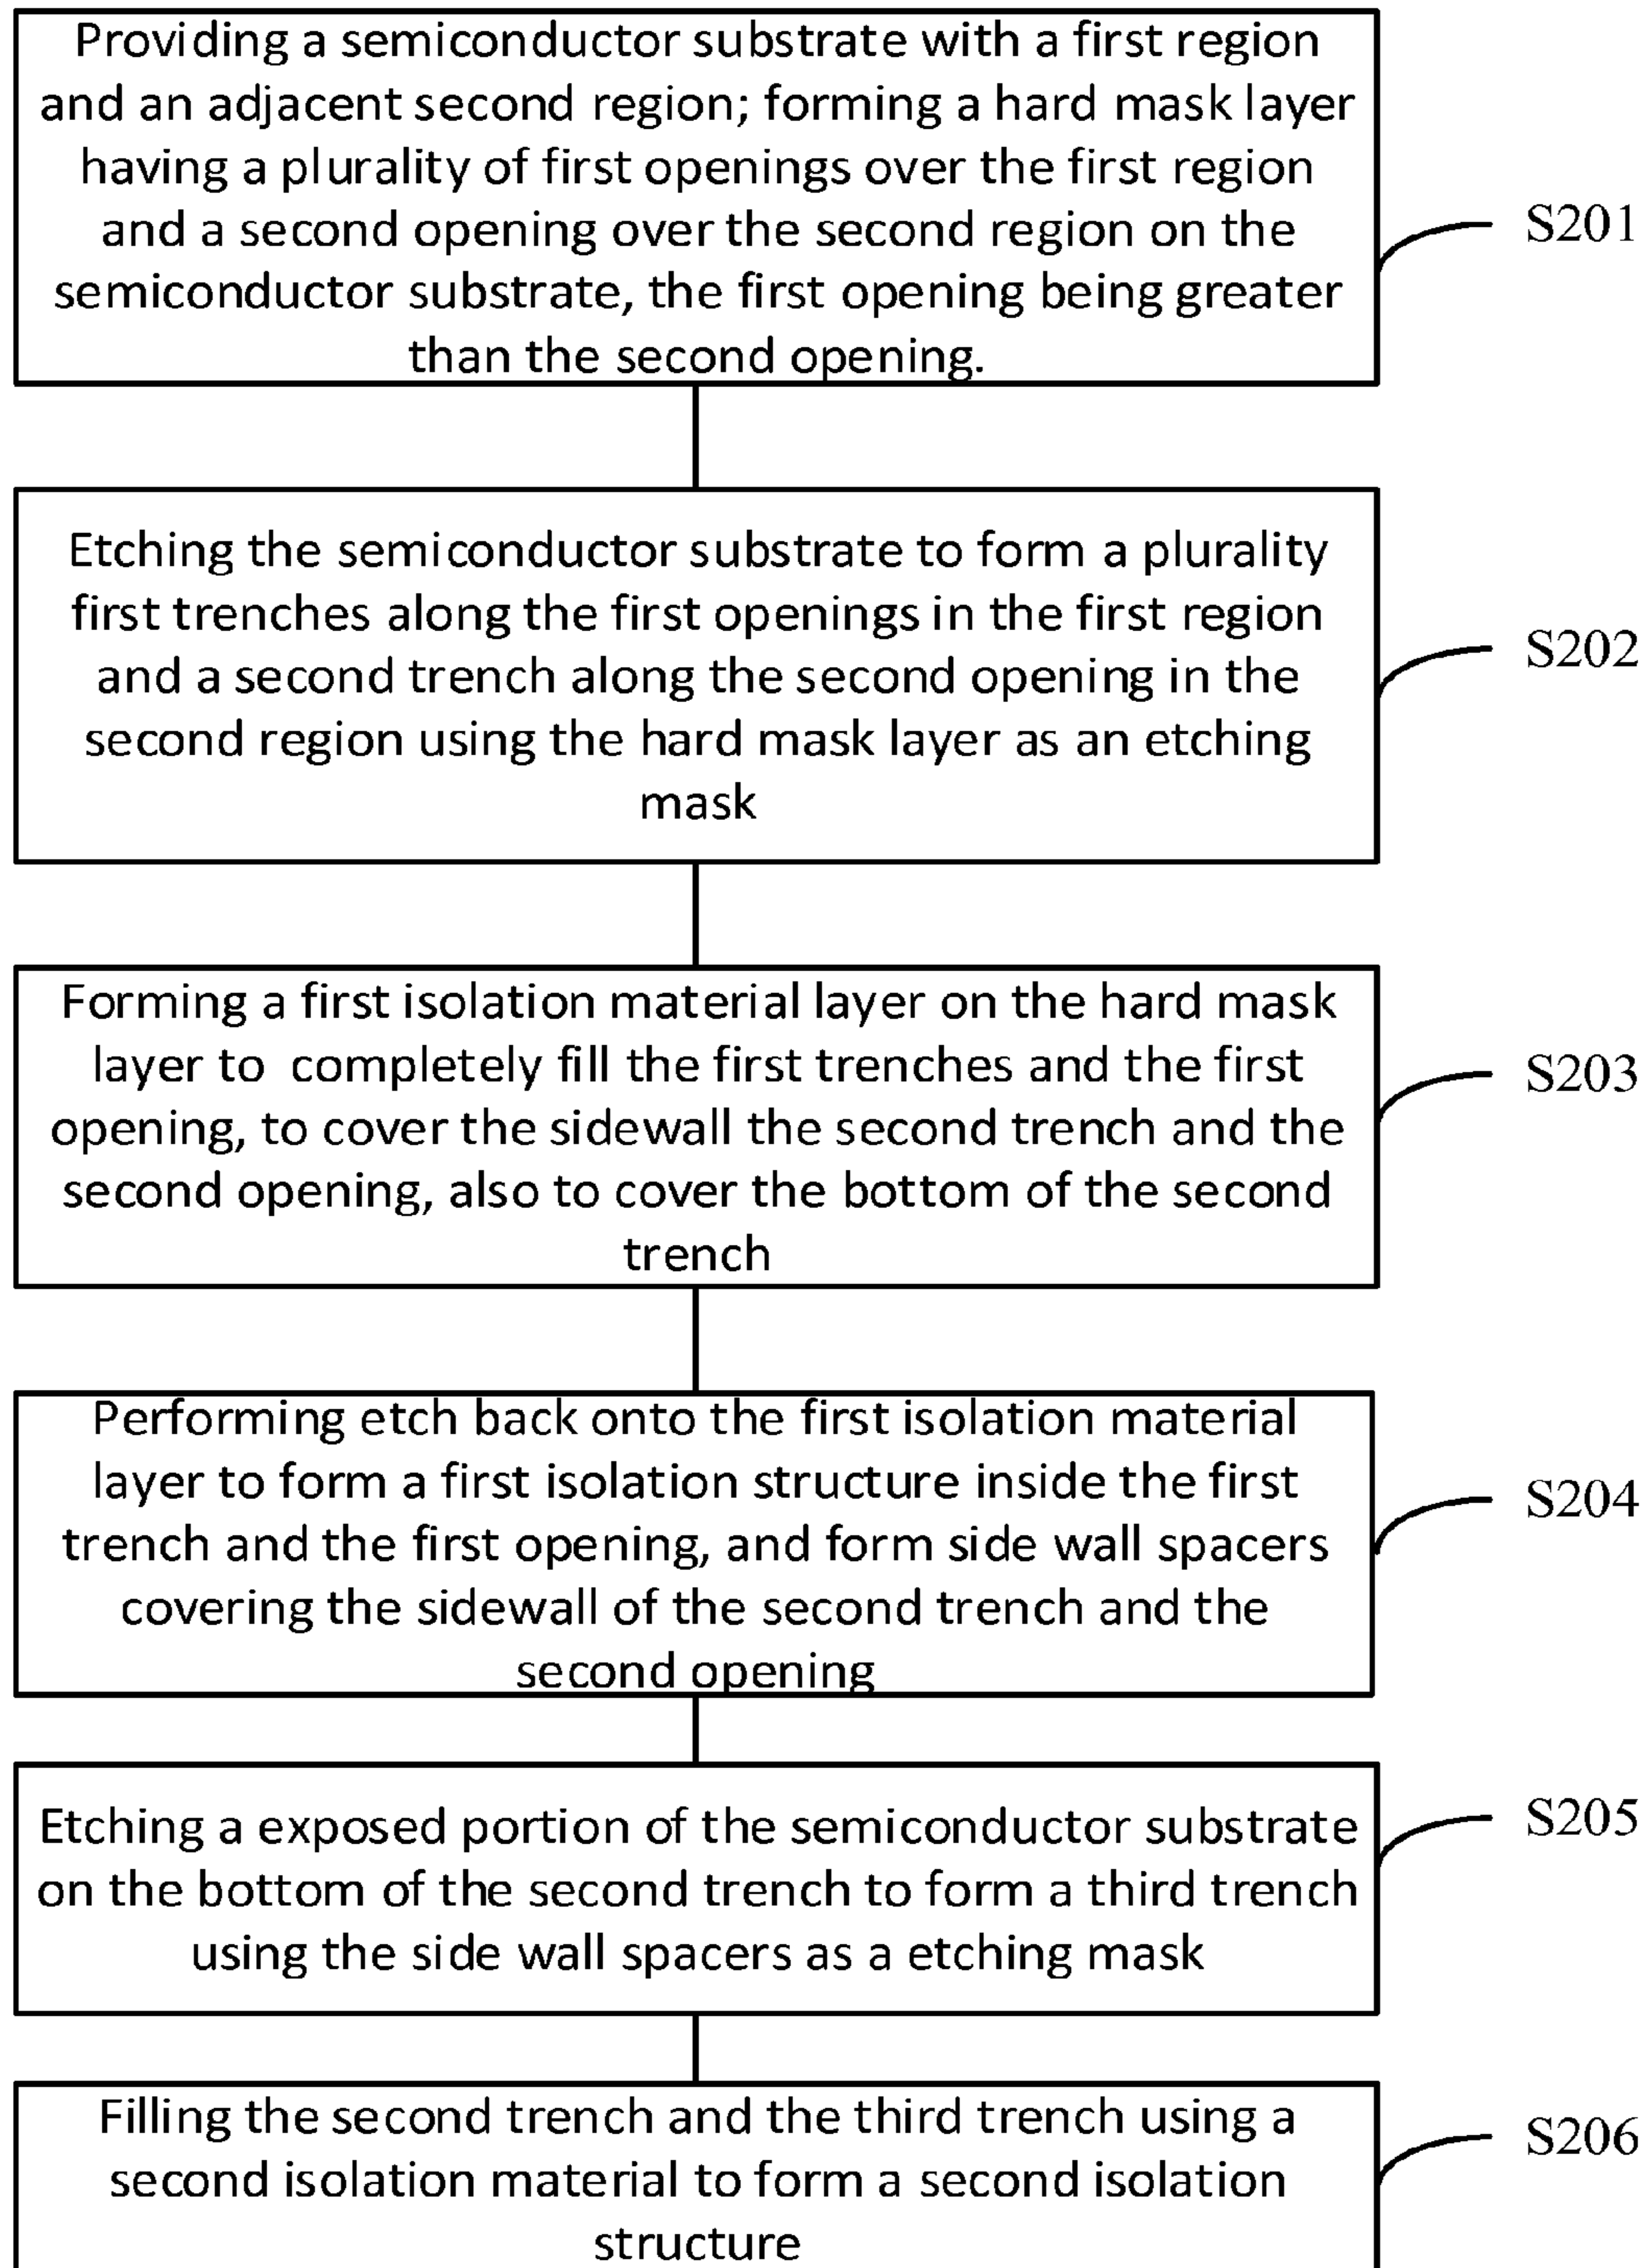 Providing a semiconductor substrate with a first region
and an adjacent second region; forming a hard mask layer
having a plurality of first openings over the first region
and a second opening over the second region on the
semiconductor substrate, the first opening being greater
than the second opening.
S201
Etching the semiconductor substrate to form a plurality
first trenches along the first openings in the first region
and a second trench along the second opening in the
second region using the hard mask layer as an etching
mask
S202
Forming a first isolation material layer on the hard mask
layer to completely fill the first trenches and the first
opening, to cover the sidewall the second trench and the
second opening, also to cover the bottom of the second
trench
S203
Performing etch back onto the first isolation material
layer to form a first isolation structure inside the first
trench and the first opening, and form side wall spacers
covering the sidewall of the second trench and the
second opening
S204
Etching a exposed portion of the semiconductor substrate
on the bottom of the second trench to form a third trench
using the side wall spacers as a etching mask
S205
Filling the second trench and the third trench using a
second isolation material to form a second isolation
structure
S206